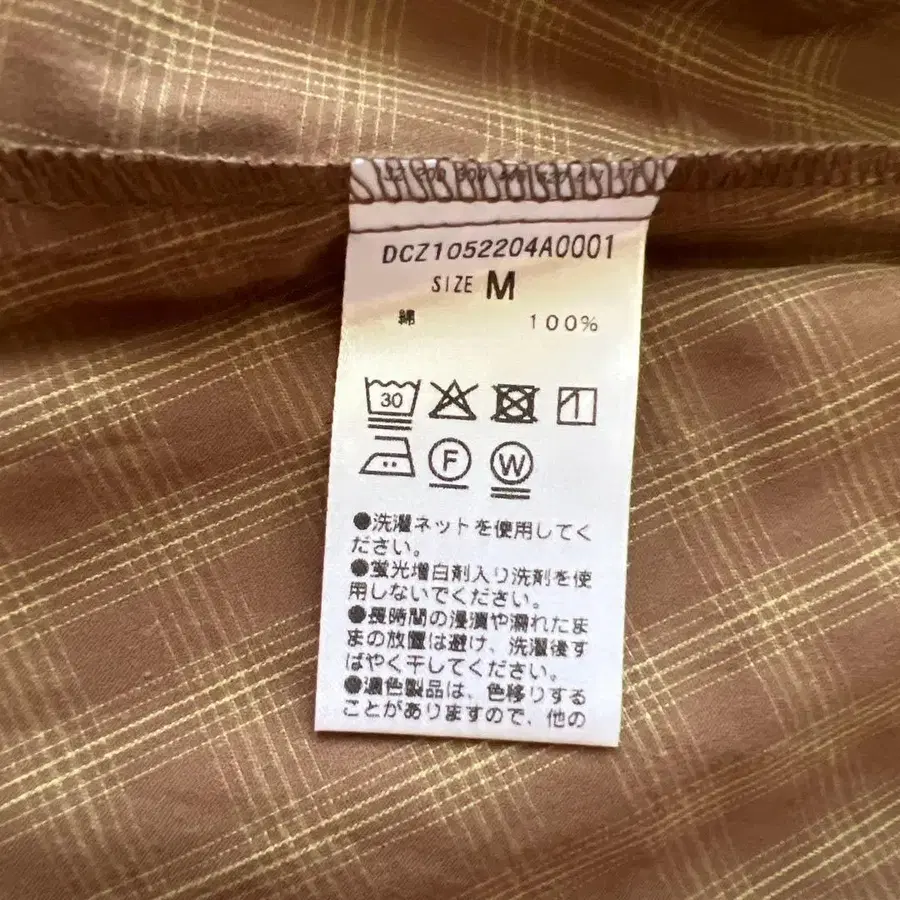 DCZ1052204A0001
SIZE M
綿 100%
30
F W
●洗濯ネットを使用してく
ださい。
●蛍光増白剤入り洗剤を使
用しないでください。
●長時間の浸漬や濡れたま
まの放置は避け、洗濯後す
ばやく干してください。
●濃色製品は、色移りする
ことがありますので、他の